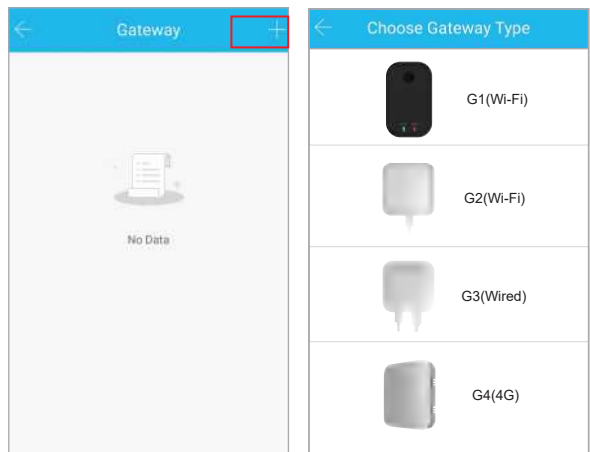 Gateway
No Data
Choose Gateway Type
G1(Wi-Fi)
G2(Wi-Fi)
G3(Wired)
G4(4G)